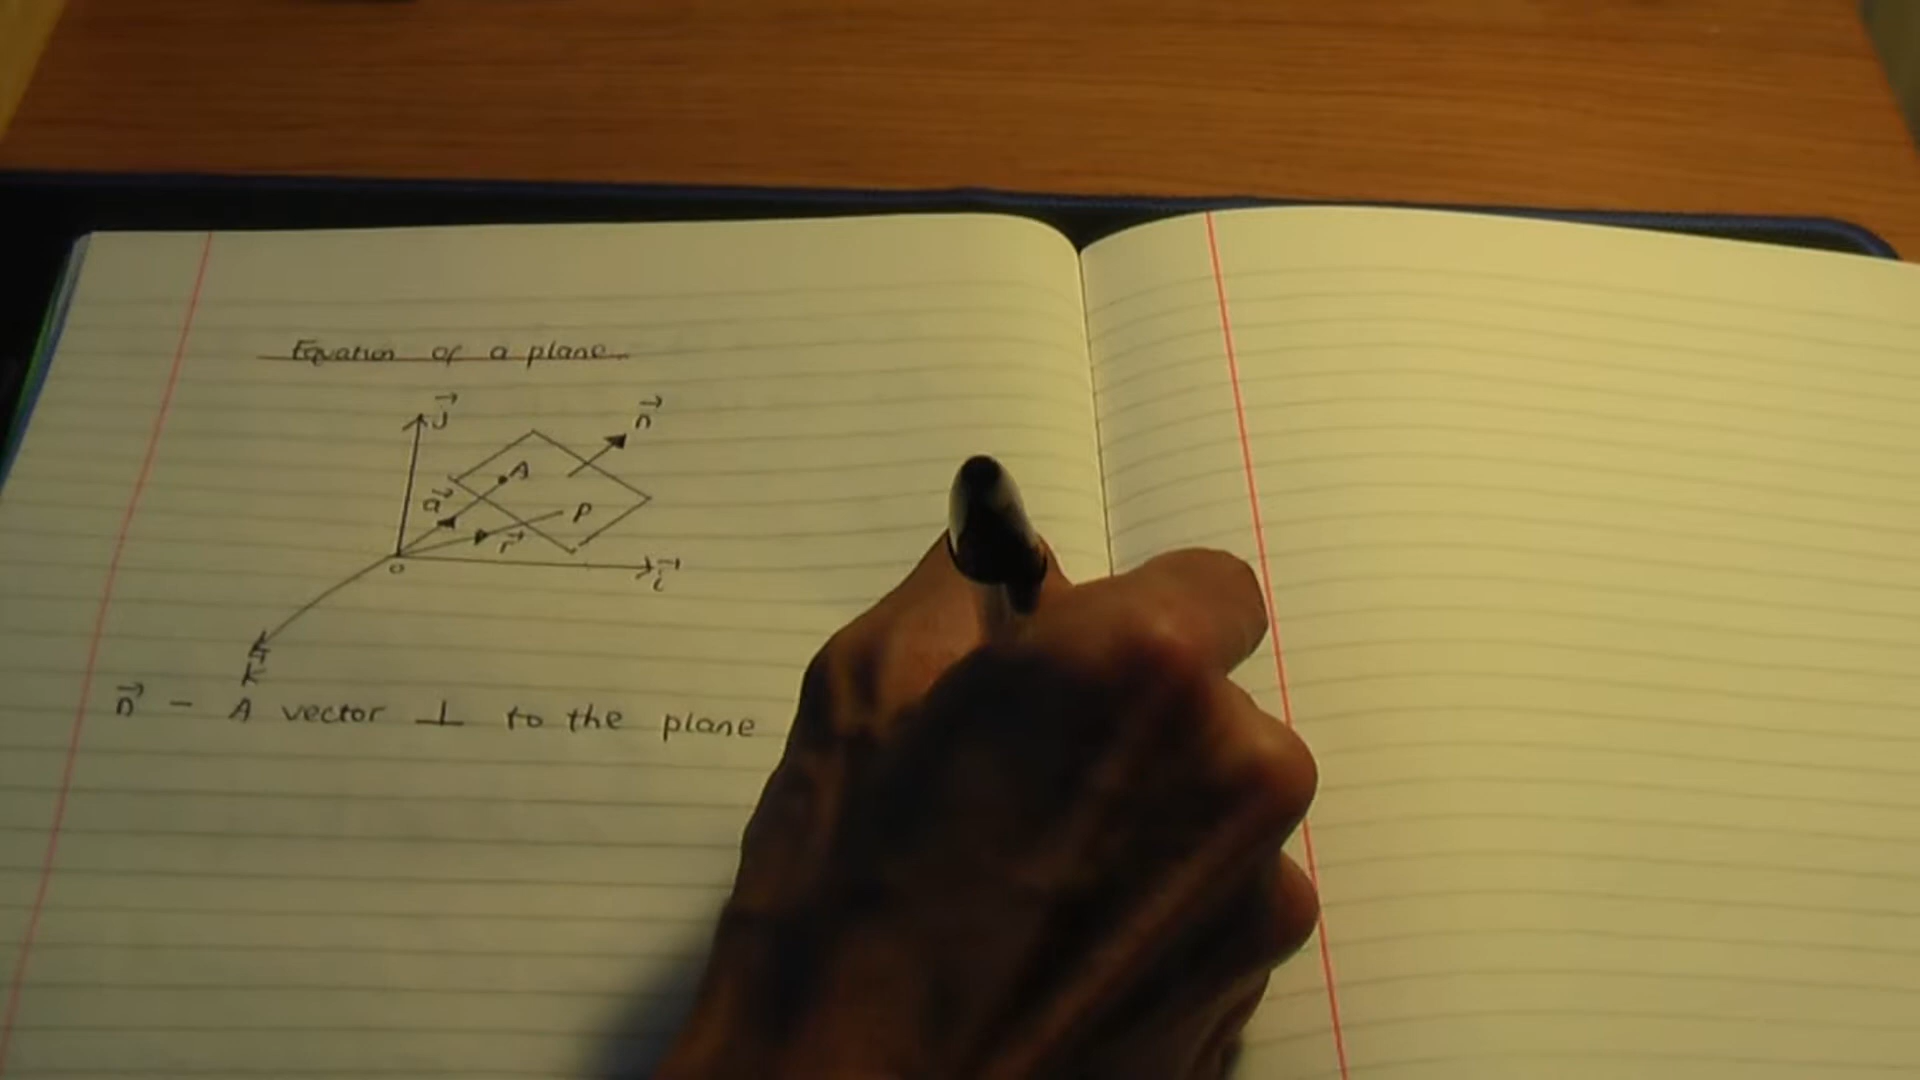 Equation of a plane
j⃗
n⃗
A
a⃗
P
r⃗
o
i⃗
k⃗
n⃗ - A vector ⊥ to the plane